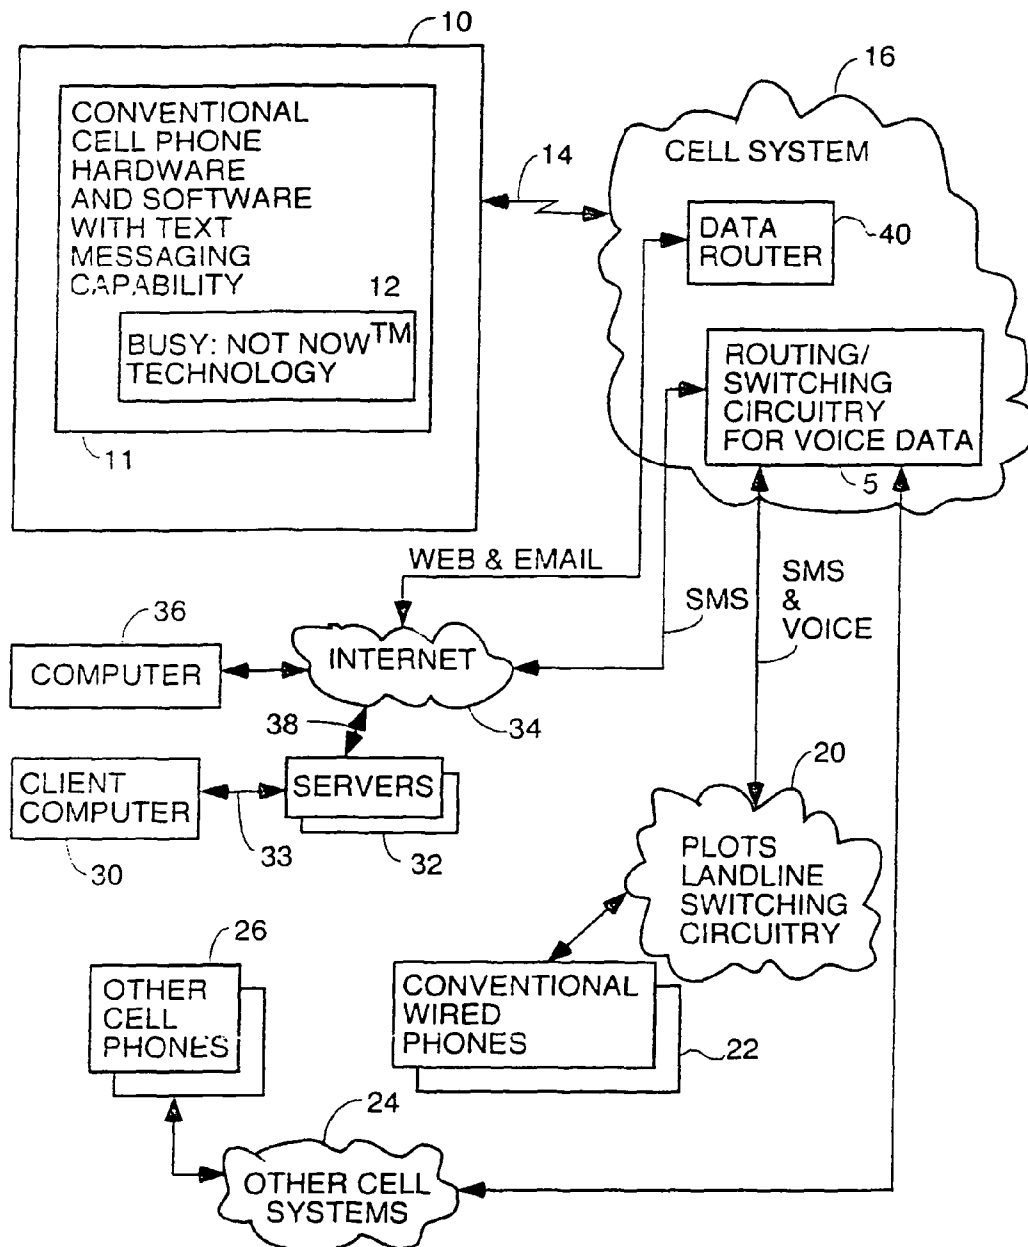 10
CONVENTIONAL
CELL PHONE
HARDWARE
AND SOFTWARE
WITH TEXT
MESSAGING
CAPABILITY
12
BUSY: NOT NOW™
TECHNOLOGY
11
14
16
CELL SYSTEM
DATA
ROUTER
40
ROUTING/
SWITCHING
CIRCUITRY
FOR VOICE DATA
5
WEB & EMAIL
SMS
SMS
&
VOICE
36
COMPUTER
INTERNET
34
38
CLIENT
COMPUTER
30
33
SERVERS
32
20
PLOTS
LANDLINE
SWITCHING
CIRCUITRY
26
OTHER
CELL
PHONES
CONVENTIONAL
WIRED
PHONES
22
24
OTHER CELL
SYSTEMS